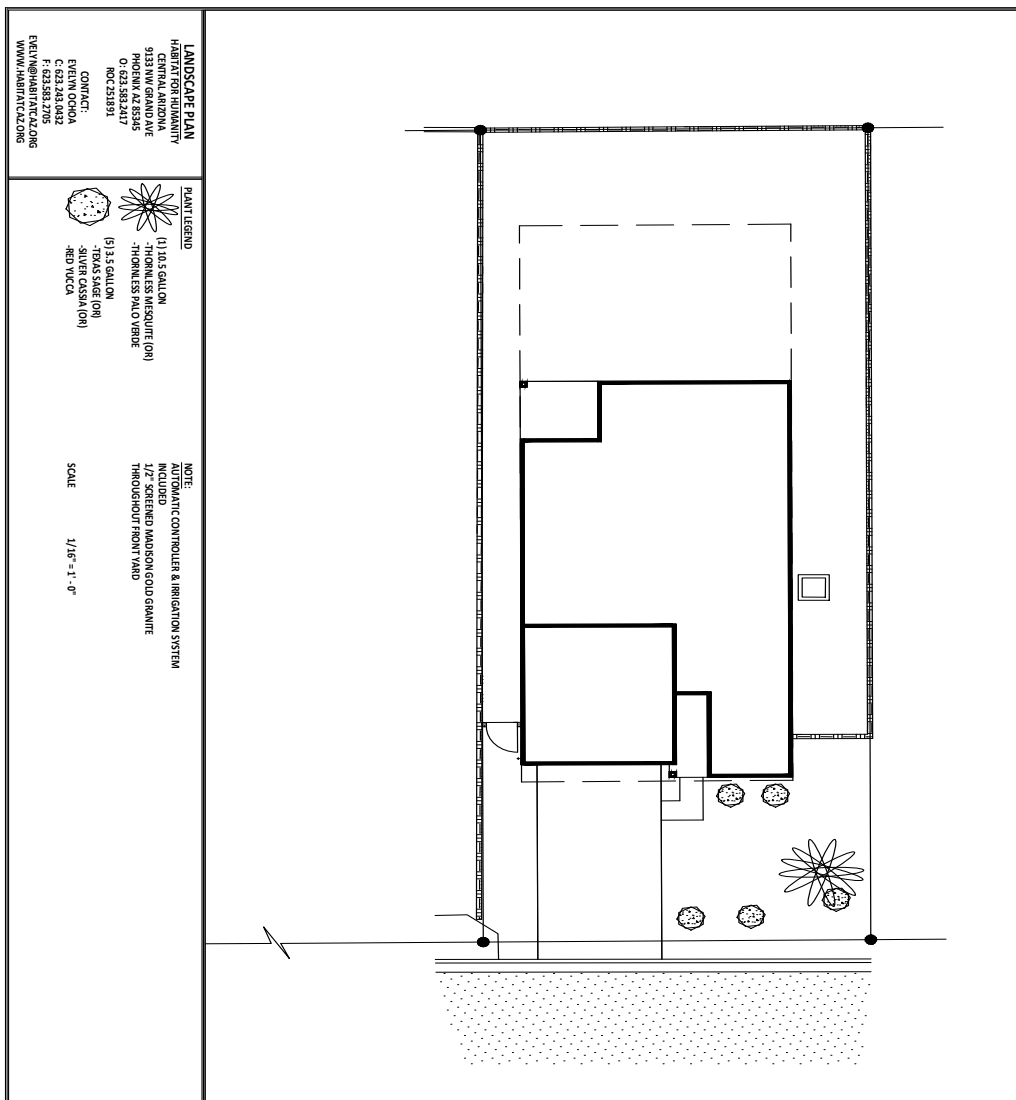 LANDSCAPE PLAN
HABITAT FOR HUMANITY
CENTRAL ARIZONA
9133 NW GRAND AVE
PHOENIX AZ 85345
O: 623.583.2417
ROC 251891
CONTACT:
EVELYN OCHOA
C: 623.243.0432
F: 623.583.2705
EVELYN@HABITATCAZ.ORG
WWW.HABITATCAZ.ORG
PLANT LEGEND
(1) 10.5 GALLON
-THORNLESS MESQUITE (OR)
-THORNLESS PALO VERDE
(5) 3.5 GALLON
-TEXAS SAGE (OR)
-SILVER CASSIA (OR)
-RED YUCCA
NOTE:
AUTOMATIC CONTROLLER & IRRIGATION SYSTEM
INCLUDED
1/2" SCREENED MADISON GOLD GRANITE
THROUGHOUT FRONT YARD
SCALE 1/16" = 1' - 0"